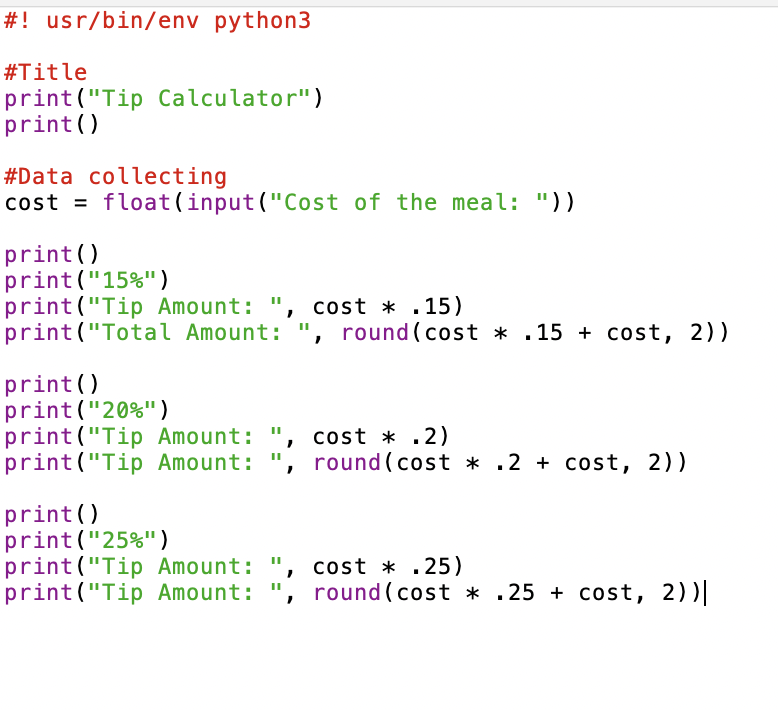 #! usr/bin/env python3
#Title
print("Tip Calculator")
print()
#Data collecting
cost = float(input("Cost of the meal: "))
print()
print("15%")
print("Tip Amount: ", cost * .15)
print("Total Amount: ", round(cost * .15 + cost, 2))
print()
print("20%")
print("Tip Amount: ", cost * .2)
print("Tip Amount: ", round(cost * .2 + cost, 2))
print()
print("25%")
print("Tip Amount: ", cost * .25)
print("Tip Amount: ", round(cost * .25 + cost, 2))